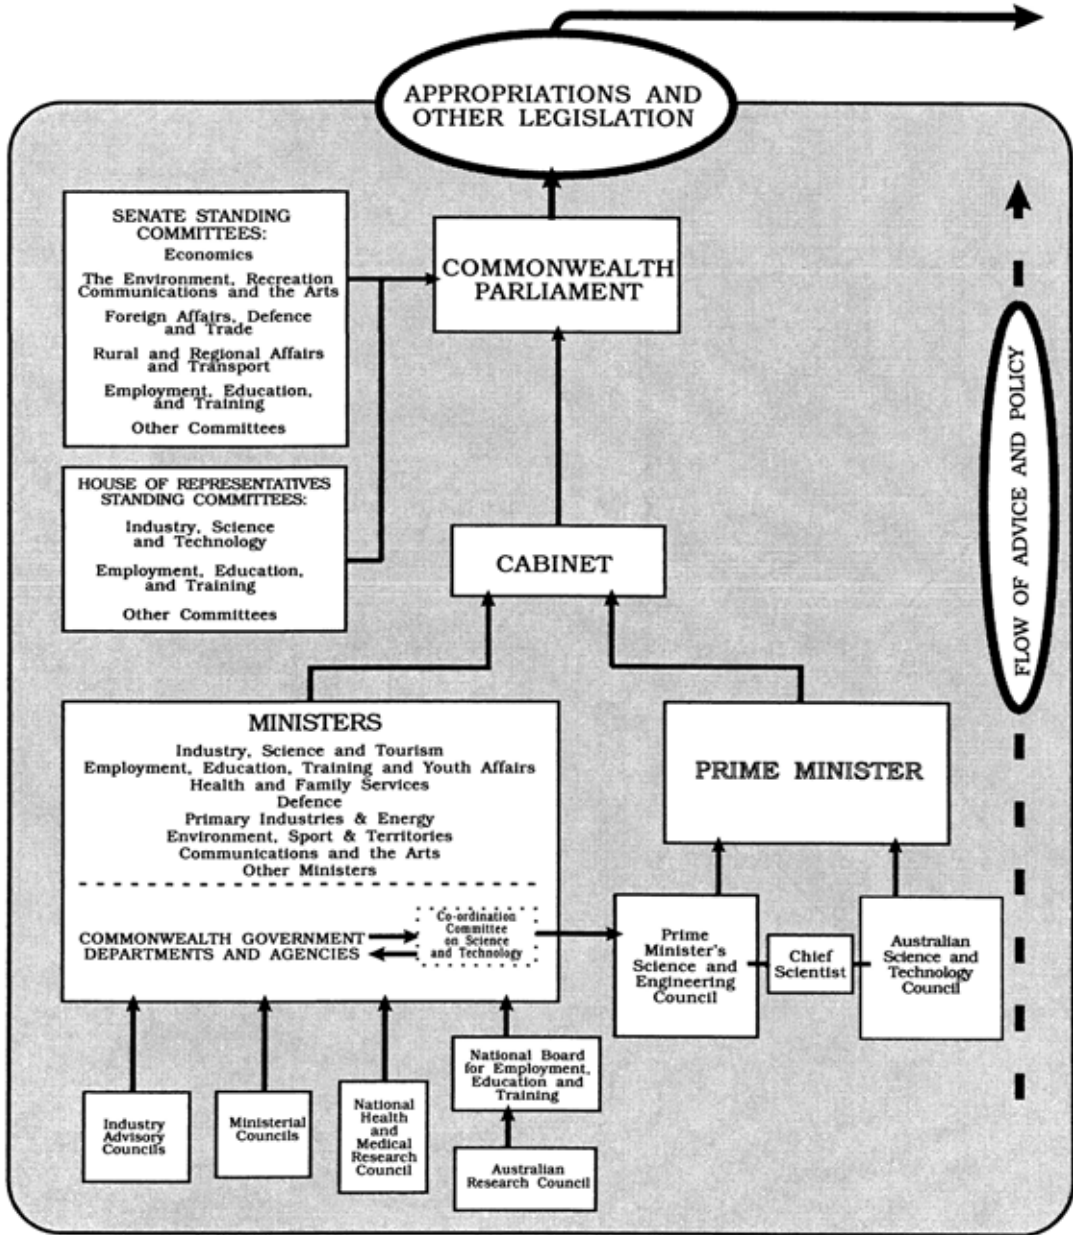 APPROPRIATIONS AND
OTHER LEGISLATION
SENATE STANDING
COMMITTEES:
Economics
The Environment, Recreation
Communications and the Arts
Foreign Affairs, Defence
and Trade
Rural and Regional Affairs
and Transport
Employment, Education,
and Training
Other Committees
COMMONWEALTH
PARLIAMENT
HOUSE OF REPRESENTATIVES
STANDING COMMITTEES:
Industry, Science
and Technology
Employment, Education,
and Training
Other Committees
CABINET
FLOW OF ADVICE AND POLICY
MINISTERS
Industry, Science and Tourism
Employment, Education, Training and Youth Affairs
Health and Family Services
Defence
Primary Industries & Energy
Environment, Sport & Territories
Communications and the Arts
Other Ministers
COMMONWEALTH GOVERNMENT
DEPARTMENTS AND AGENCIES
Co-ordination
Committee
on Science
and Technology
PRIME MINISTER
Prime
Minister's
Science and
Engineering
Council
Chief
Scientist
Australian
Science and
Technology
Council
Industry
Advisory
Councils
Ministerial
Councils
National
Health
and
Medical
Research
Council
National Board
for Employment,
Education and
Training
Australian
Research Council